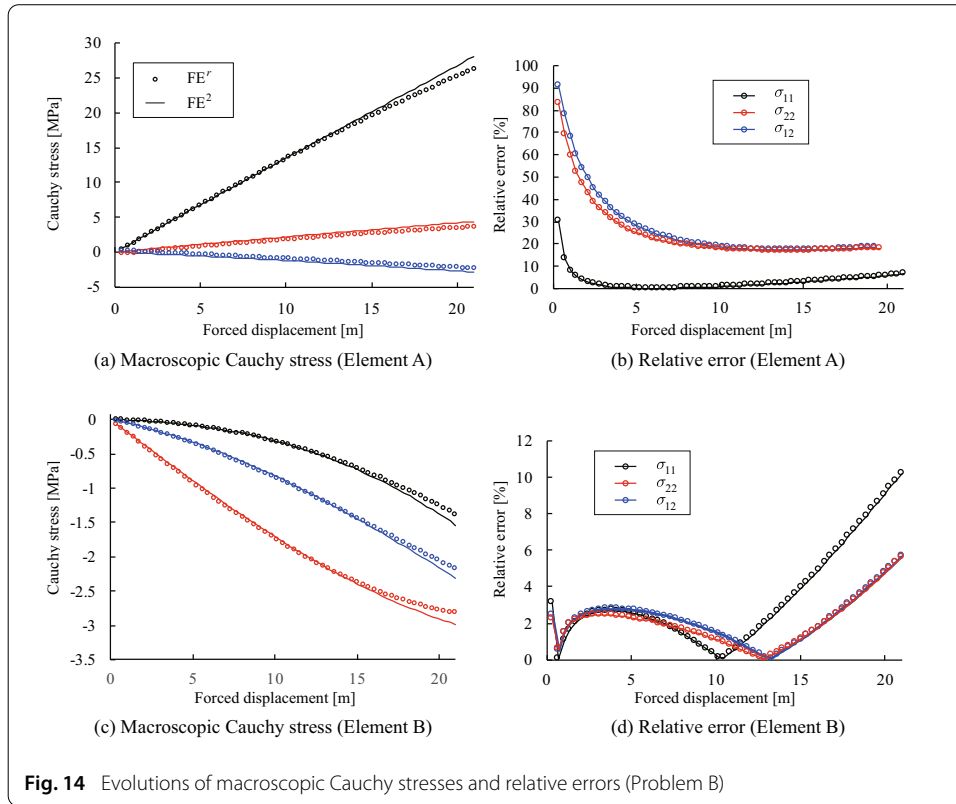 30
25
20
15
10
5
0
-5
Cauchy stress [MPa]
FEʳ
FE²
0 5 10 15 20
Forced displacement [m]
(a) Macroscopic Cauchy stress (Element A)
100
90
80
70
60
50
40
30
20
10
0
Relative error [%]
σ₁₁
σ₂₂
σ₁₂
0 5 10 15 20
Forced displacement [m]
(b) Relative error (Element A)
0
-0.5
-1
-1.5
-2
-2.5
-3
-3.5
Cauchy stress [MPa]
0 5 10 15 20
Forced displacement [m]
(c) Macroscopic Cauchy stress (Element B)
12
10
8
6
4
2
0
Relative error [%]
σ₁₁
σ₂₂
σ₁₂
0 5 10 15 20
Forced displacement [m]
(d) Relative error (Element B)
Fig. 14 Evolutions of macroscopic Cauchy stresses and relative errors (Problem B)